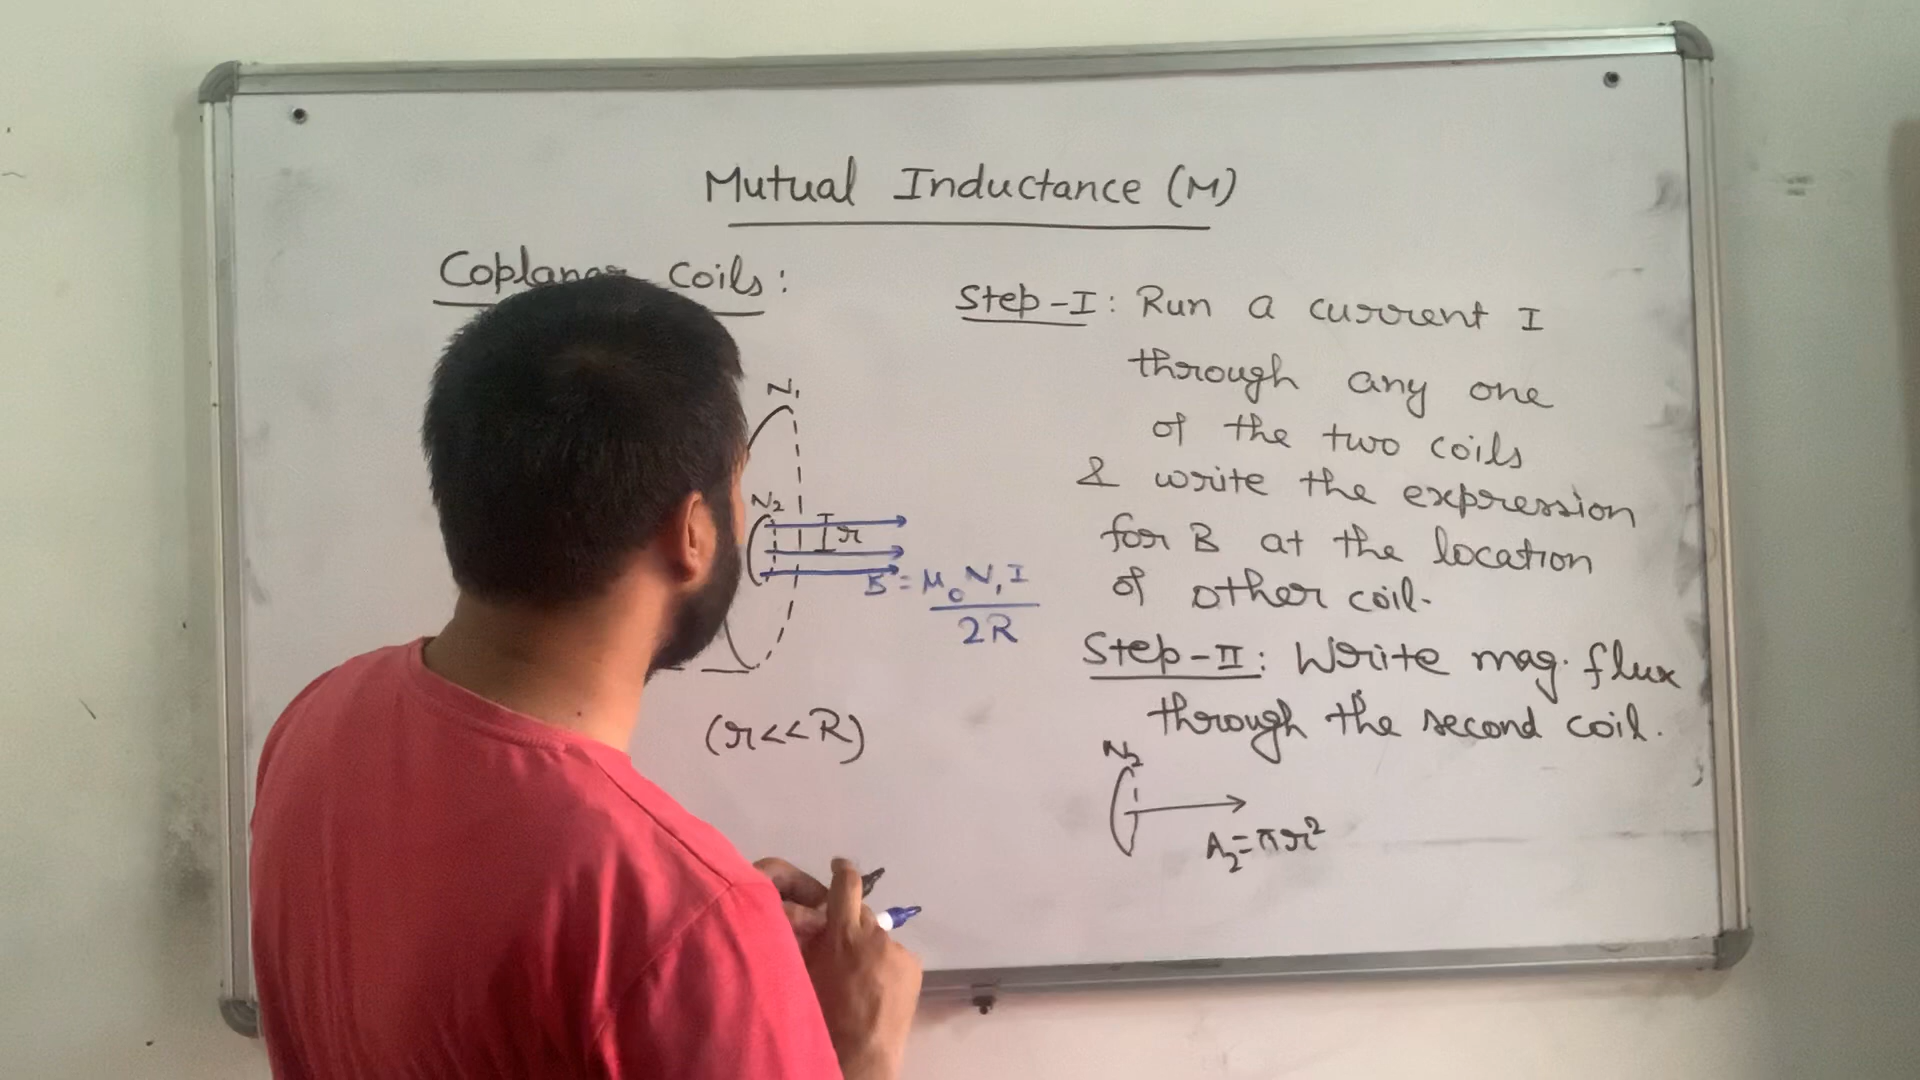 Mutual Inductance (M)
Coplanar Coils:
N₁
N₂
r
B = μ₀ N₁ I
2R
(r<<R)
Step-I: Run a current I
through any one
of the two coils
& write the expression
for B at the location
of other coil.
Step-II: Write mag. flux
through the second coil.
N₂
A₂ = πr²